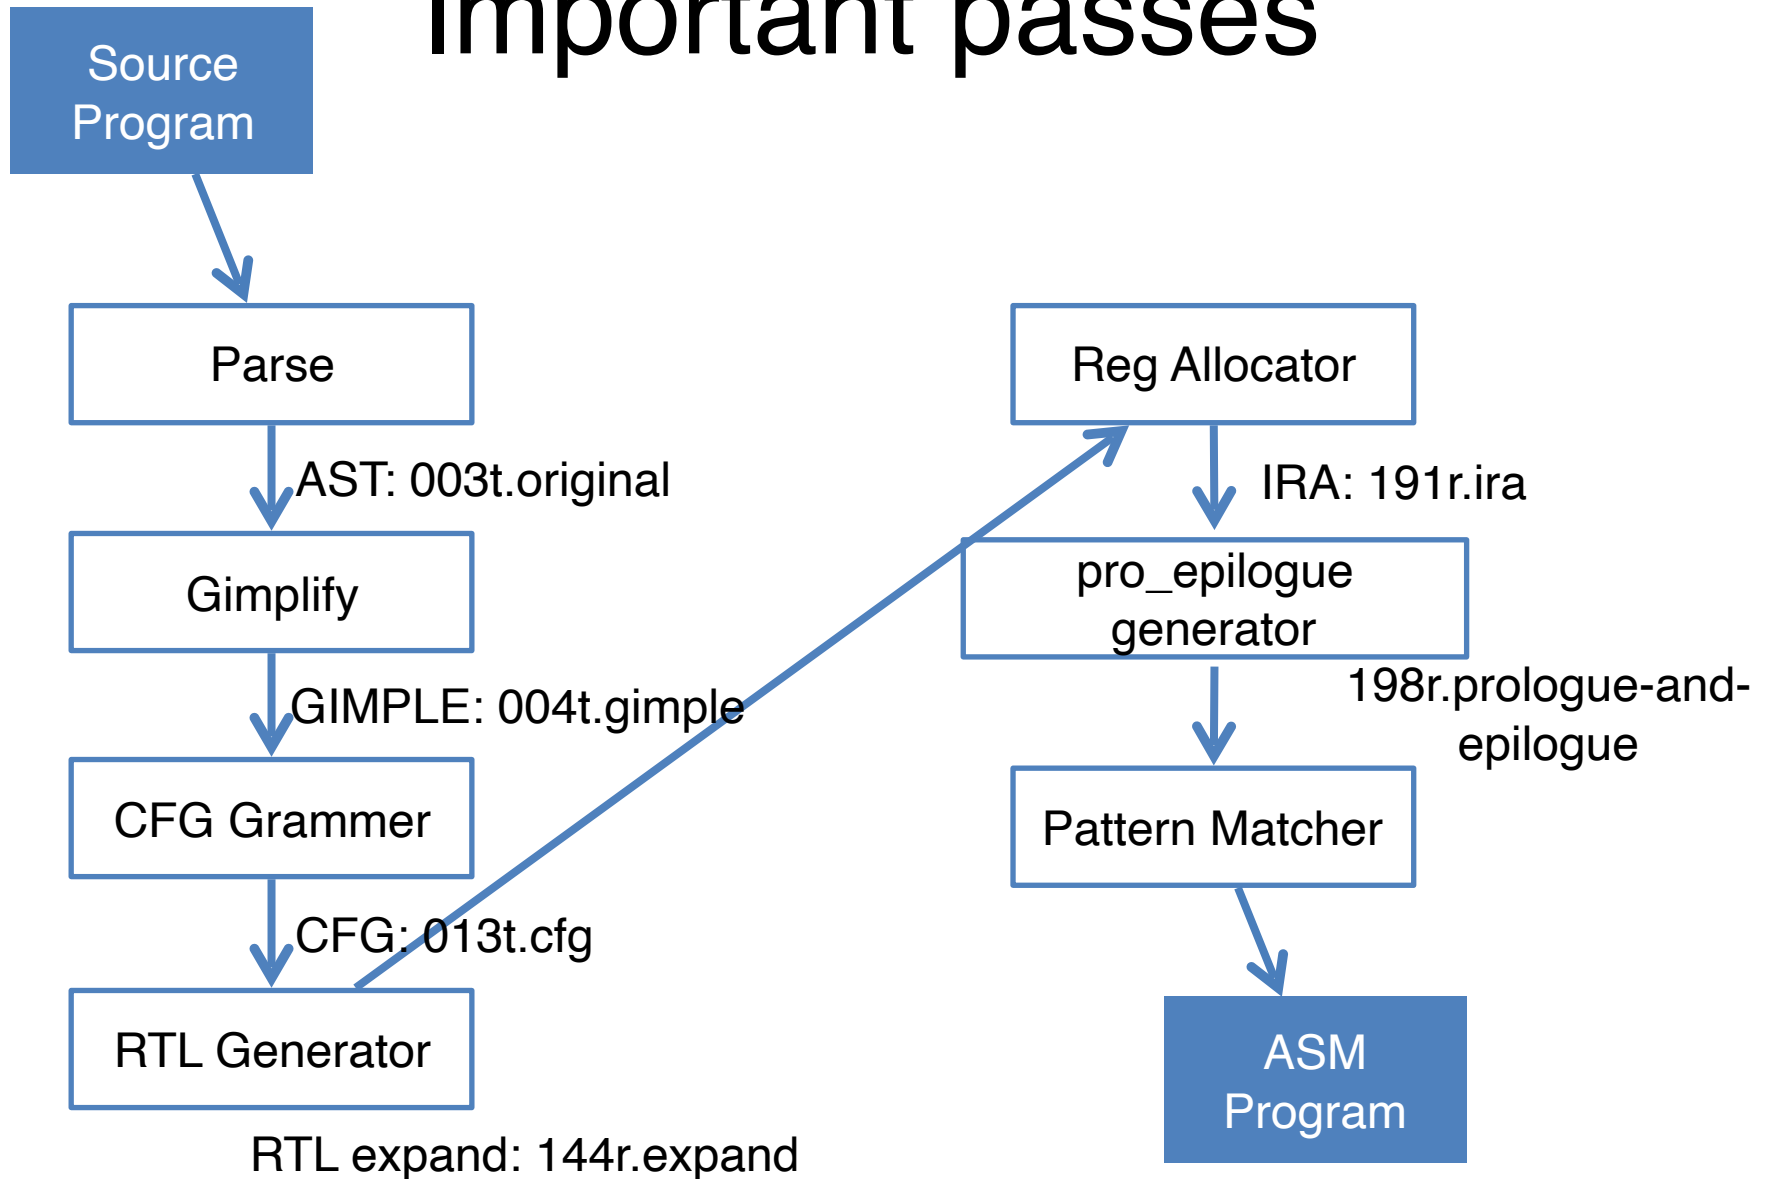 Important passes
Source
Program
Parse
AST: 003t.original
Gimplify
GIMPLE: 004t.gimple
CFG Grammer
CFG: 013t.cfg
RTL Generator
RTL expand: 144r.expand
Reg Allocator
IRA: 191r.ira
pro_epilogue
generator
198r.prologue-and-
epilogue
Pattern Matcher
ASM
Program